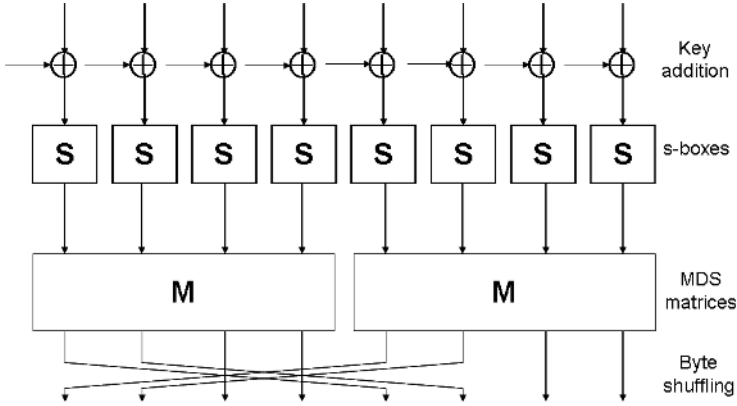 Key
addition
S S S S S S S S
s-boxes
M M
MDS
matrices
Byte
shuffling